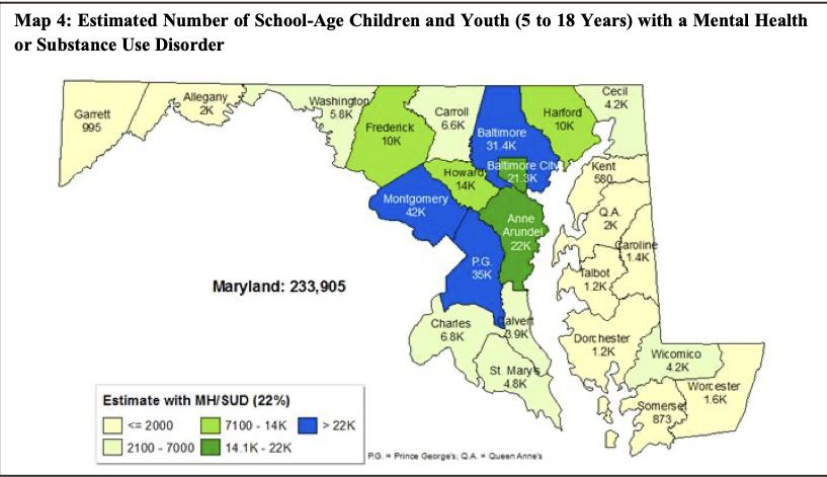 Map 4: Estimated Number of School-Age Children and Youth (5 to 18 Years) with a Mental Health
or Substance Use Disorder
Garrett
995
Allegany
2K
Washington
5.8K
Frederick
10K
Carroll
6.6K
Baltimore
31.4K
Harford
10K
Cecil
4.2K
Baltimore City
21.3K
Howard
14K
Montgomery
42K
Anne
Arundel
22K
P.G.
35K
Kent
580
Q.A.
2K
Caroline
1.4K
Talbot
1.2K
Maryland: 233,905
Charles
6.8K
Calvert
3.9K
St. Mary's
4.8K
Dorchester
1.2K
Wicomico
4.2K
Worcester
1.6K
Somerset
873
Estimate with MH/SUD (22%)
<= 2000
7100 - 14K
> 22K
2100 - 7000
14.1K - 22K
P.G. = Prince George's; Q.A. = Queen Anne's